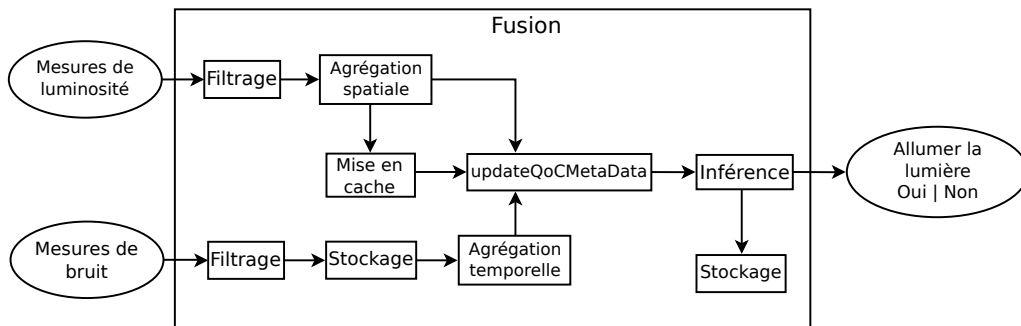 Fusion
Mesures de
luminosité
Filtrage
Agrégation
spatiale
Mise en
cache
updateQoCMetaData
Inférence
Allumer la
lumière
Oui | Non
Mesures de
bruit
Filtrage
Stockage
Agrégation
temporelle
Stockage